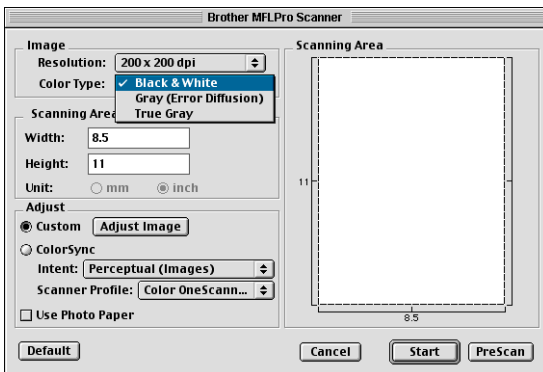 Brother MFLPro Scanner
Image
Resolution: 200 x 200 dpi
Color Type: ✓ Black & White
Gray (Error Diffusion)
True Gray
Scanning Area
Width: 8.5
Height: 11
Unit: mm inch
Adjust
Custom Adjust Image
ColorSync
Intent: Perceptual (Images)
Scanner Profile: Color OneScann...
Use Photo Paper
Scanning Area
11
8.5
Default Cancel Start PreScan